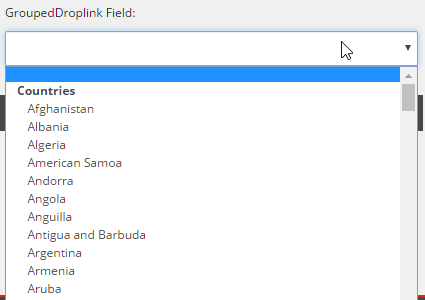 GroupedDroplink Field:
Countries
Afghanistan
Albania
Algeria
American Samoa
Andorra
Angola
Anguilla
Antigua and Barbuda
Argentina
Armenia
Aruba